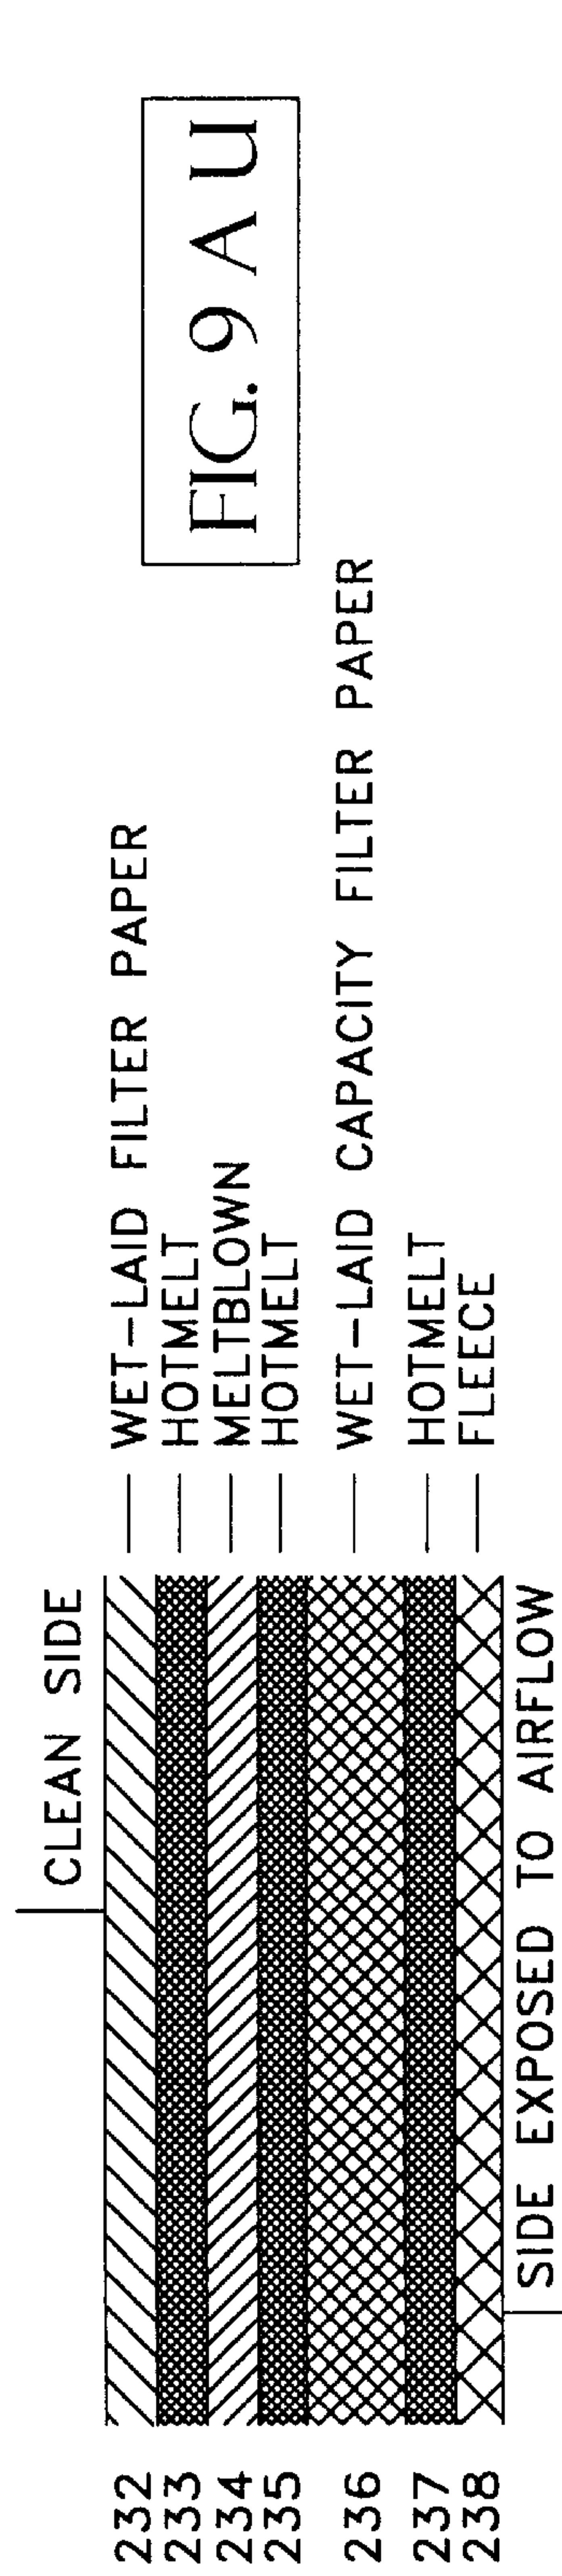 FIG. 9 A U
CLEAN SIDE
232 WET-LAID FILTER PAPER
233 HOTMELT
234 MELTBLOWN
235 HOTMELT
236 WET-LAID CAPACITY FILTER PAPER
237 HOTMELT
238 FLEECE
SIDE EXPOSED TO AIRFLOW